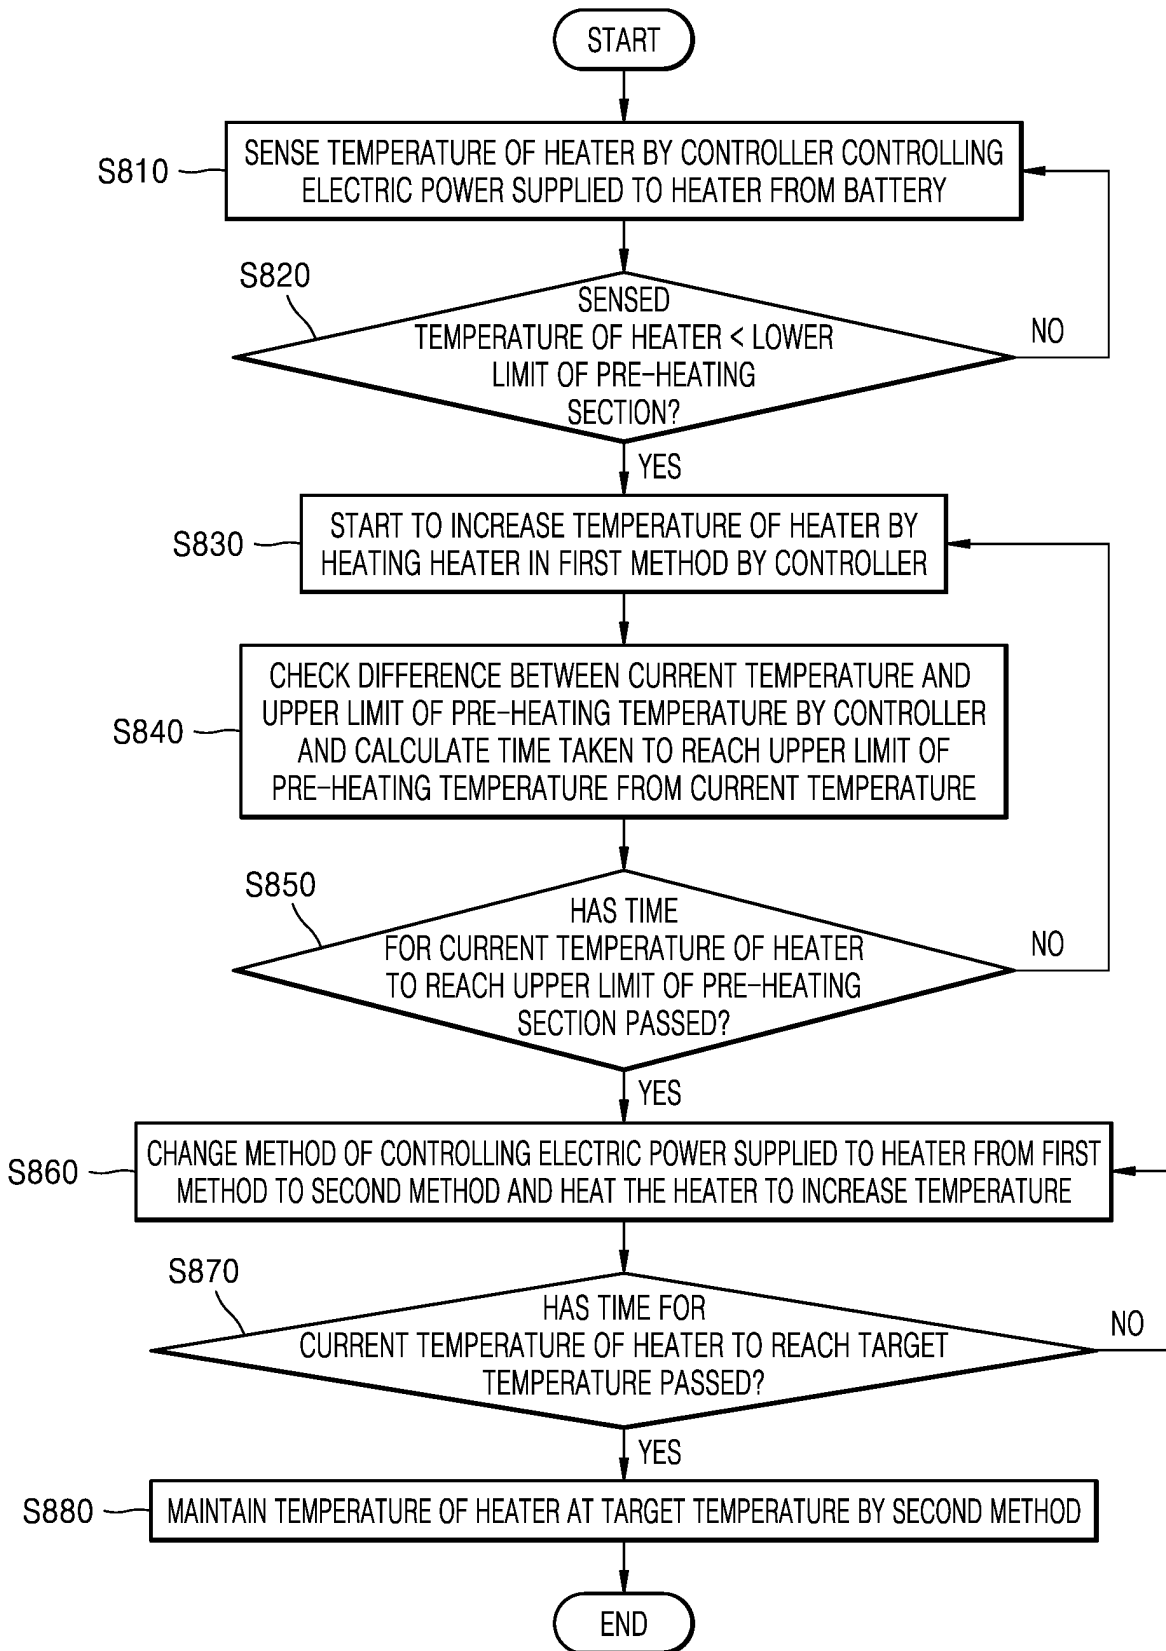 START
S810
SENSE TEMPERATURE OF HEATER BY CONTROLLER CONTROLLING
ELECTRIC POWER SUPPLIED TO HEATER FROM BATTERY
S820
SENSED
TEMPERATURE OF HEATER < LOWER
LIMIT OF PRE-HEATING
SECTION?
NO
YES
S830
START TO INCREASE TEMPERATURE OF HEATER BY
HEATING HEATER IN FIRST METHOD BY CONTROLLER
S840
CHECK DIFFERENCE BETWEEN CURRENT TEMPERATURE AND
UPPER LIMIT OF PRE-HEATING TEMPERATURE BY CONTROLLER
AND CALCULATE TIME TAKEN TO REACH UPPER LIMIT OF
PRE-HEATING TEMPERATURE FROM CURRENT TEMPERATURE
S850
HAS TIME
FOR CURRENT TEMPERATURE OF HEATER
TO REACH UPPER LIMIT OF PRE-HEATING
SECTION PASSED?
NO
YES
S860
CHANGE METHOD OF CONTROLLING ELECTRIC POWER SUPPLIED TO HEATER FROM FIRST
METHOD TO SECOND METHOD AND HEAT THE HEATER TO INCREASE TEMPERATURE
S870
HAS TIME FOR
CURRENT TEMPERATURE OF HEATER TO REACH TARGET
TEMPERATURE PASSED?
NO
YES
S880
MAINTAIN TEMPERATURE OF HEATER AT TARGET TEMPERATURE BY SECOND METHOD
END